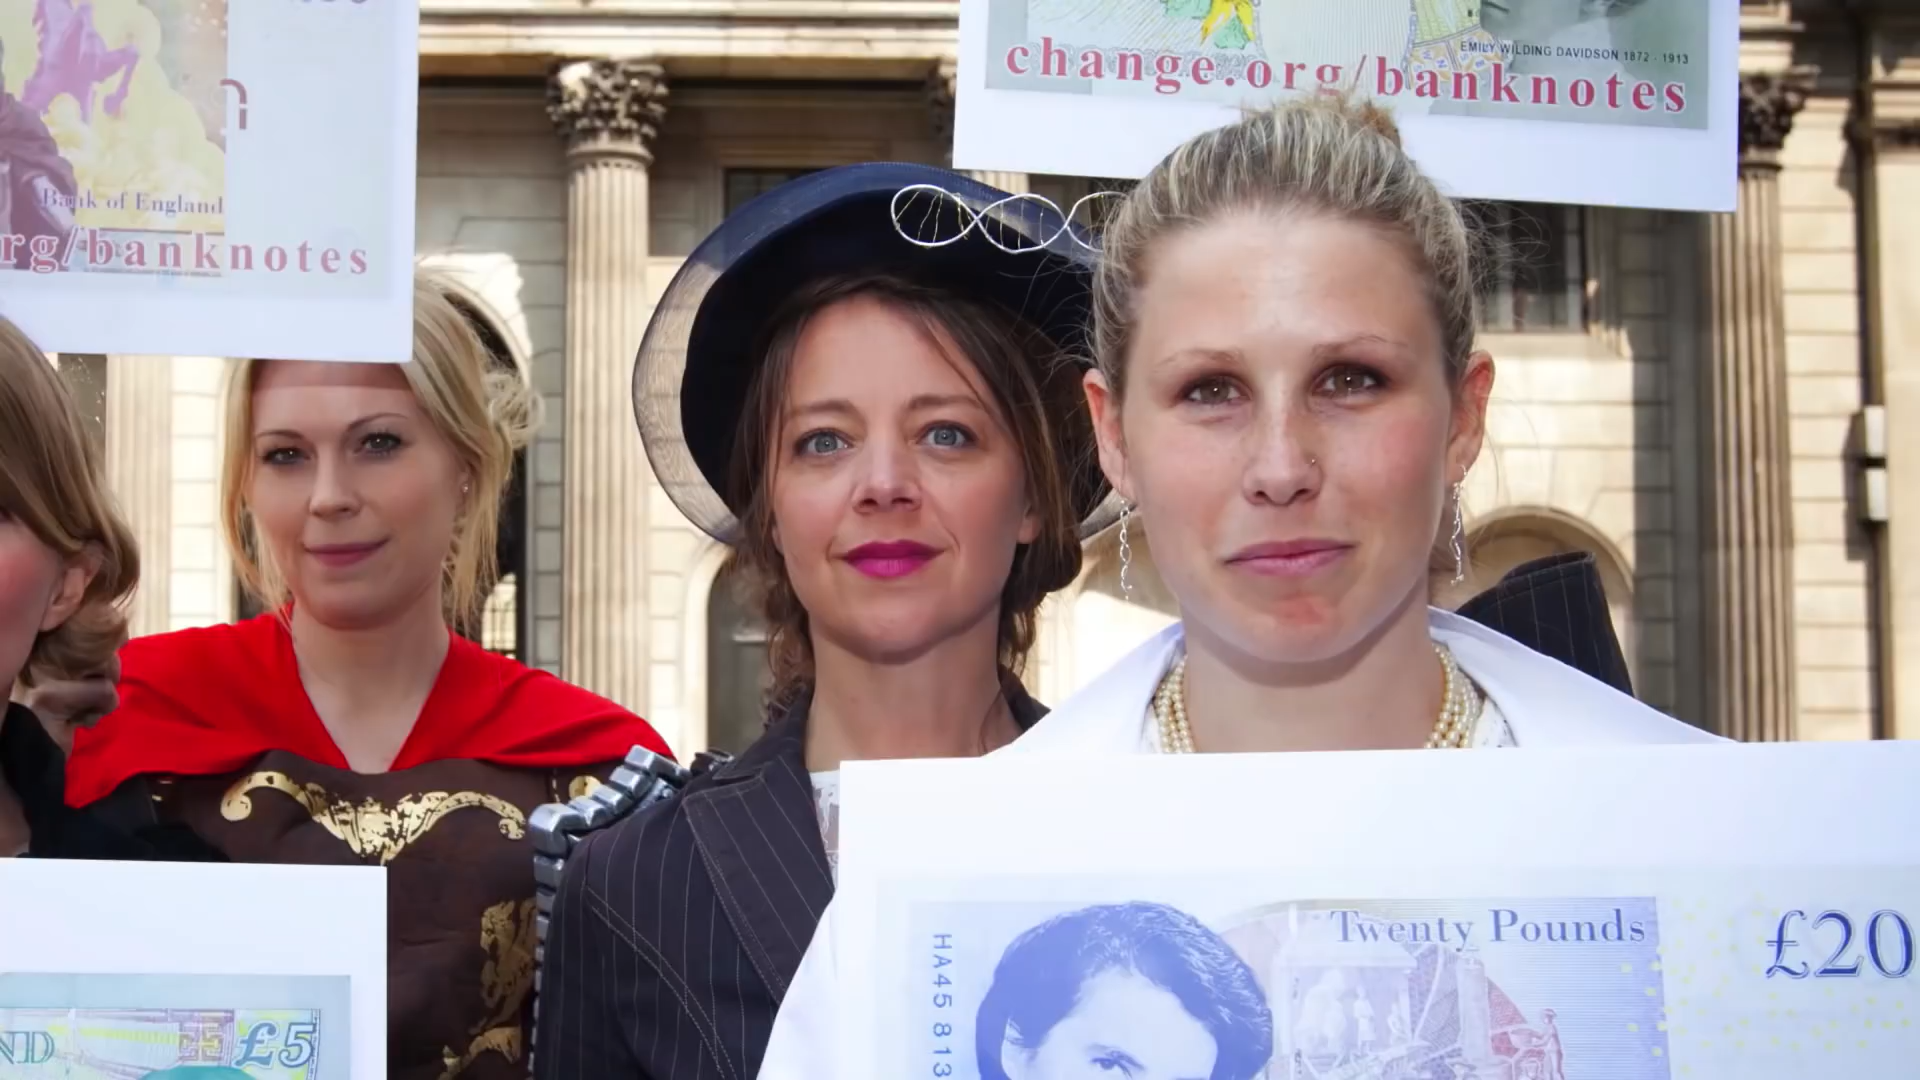 Bank of England
rg/banknotes
EMILY WILDING DAVIDSON 1872 - 1913
change.org/banknotes
Twenty Pounds
£20
HA45 813
ND
£5